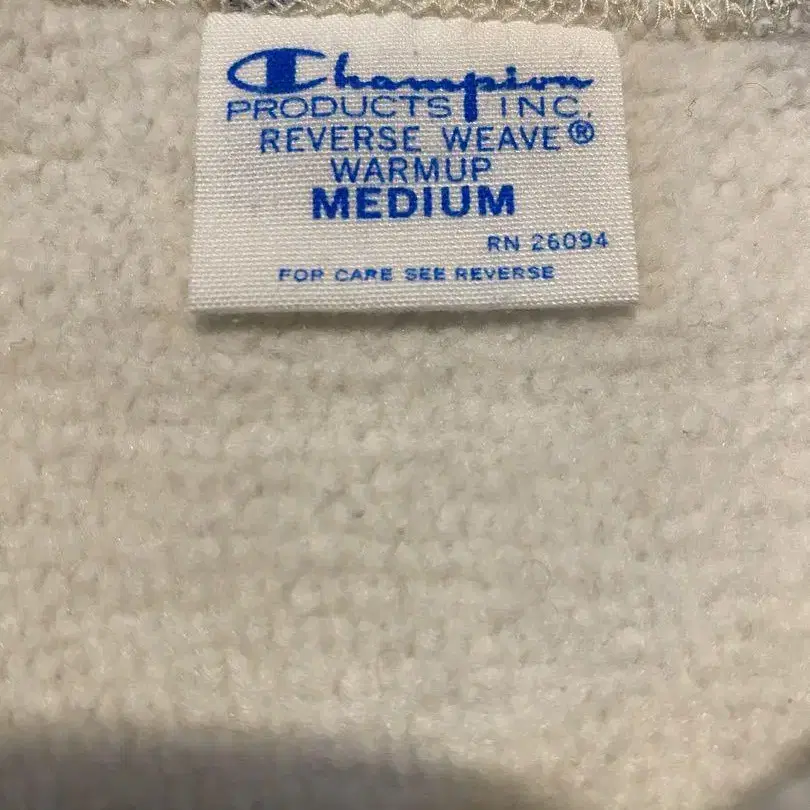 Champion
PRODUCTS INC.
REVERSE WEAVE®
WARMUP
MEDIUM
RN 26094
FOR CARE SEE REVERSE